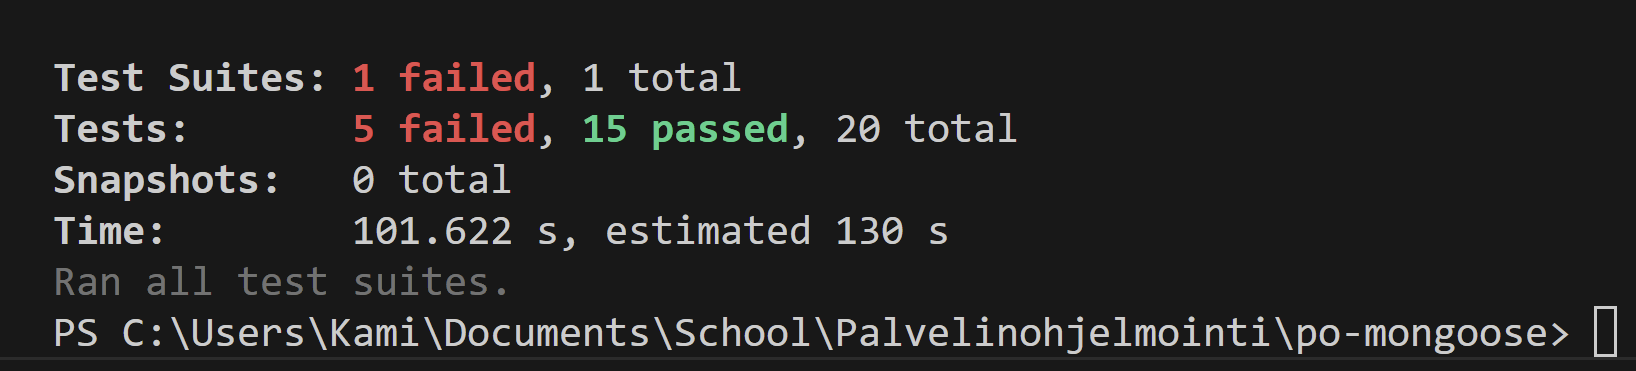 Test Suites: 1 failed, 1 total
Tests: 5 failed, 15 passed, 20 total
Snapshots: 0 total
Time: 101.622 s, estimated 130 s
Ran all test suites.
PS C:\Users\Kami\Documents\School\Palvelinohjelmointi\po-mongoose>